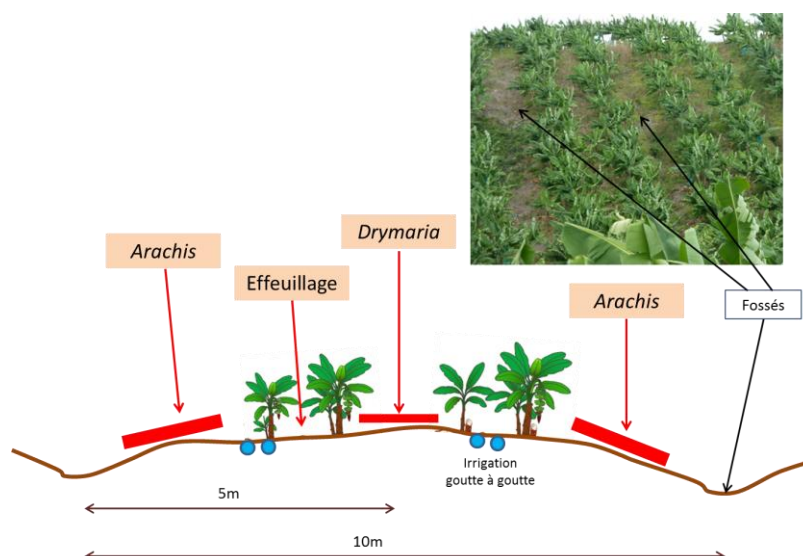 Drymaria
Arachis
Effeuillage
Arachis
Fossés
Irrigation
goutte à goutte
5m
10m